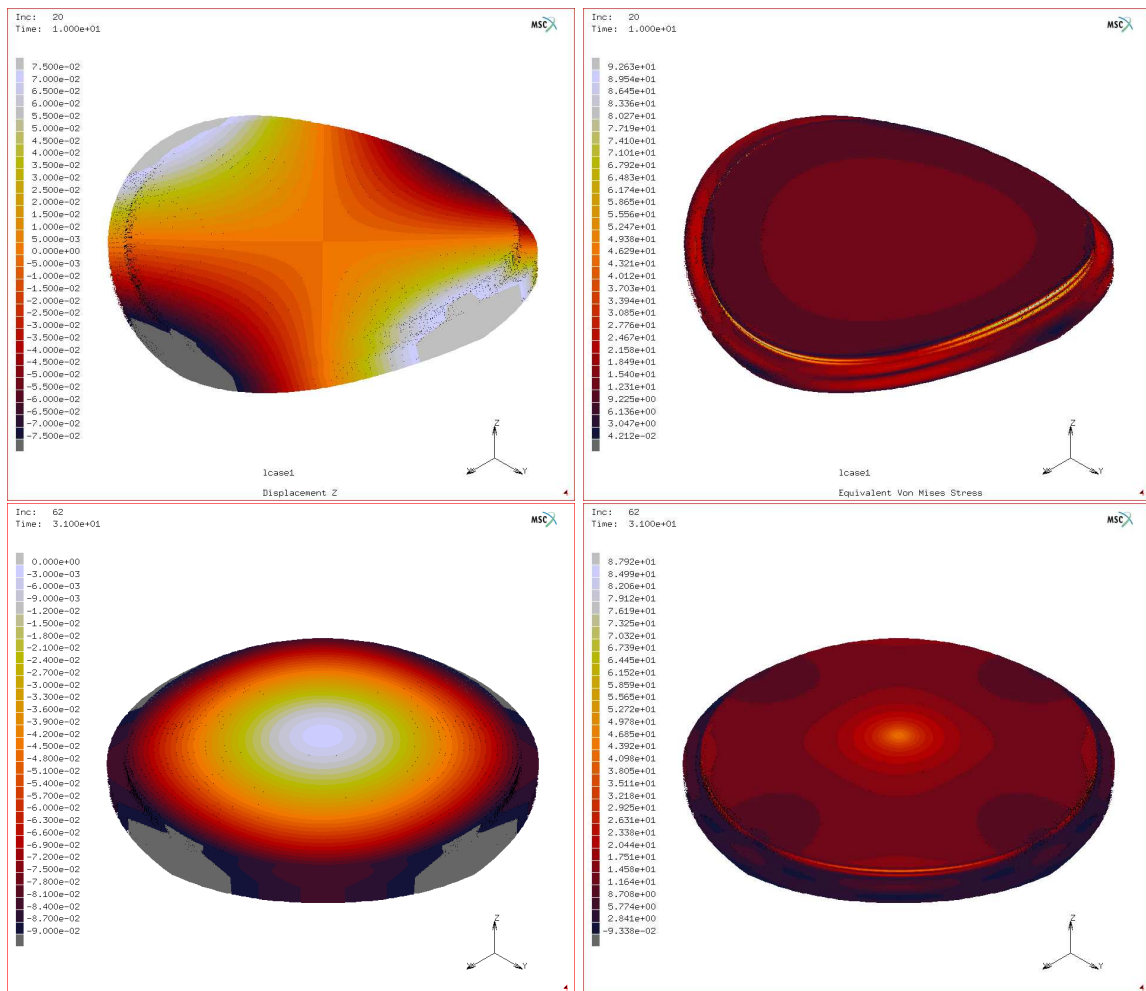 Inc: 20
Time: 1.000e+01
MSC
7.500e-02
7.000e-02
6.500e-02
6.000e-02
5.500e-02
5.000e-02
4.500e-02
4.000e-02
3.500e-02
3.000e-02
2.500e-02
2.000e-02
1.500e-02
1.000e-02
5.000e-03
0.000e+00
-5.000e-03
-1.000e-02
-1.500e-02
-2.000e-02
-2.500e-02
-3.000e-02
-3.500e-02
-4.000e-02
-4.500e-02
-5.000e-02
-5.500e-02
-6.000e-02
-6.500e-02
-7.000e-02
-7.500e-02
Z
X Y
lcase1
Displacement Z
Inc: 20
Time: 1.000e+01
MSC
9.263e+01
8.954e+01
8.645e+01
8.336e+01
8.027e+01
7.719e+01
7.410e+01
7.101e+01
6.792e+01
6.483e+01
6.174e+01
5.865e+01
5.556e+01
5.247e+01
4.938e+01
4.629e+01
4.321e+01
4.012e+01
3.703e+01
3.394e+01
3.085e+01
2.776e+01
2.467e+01
2.158e+01
1.849e+01
1.540e+01
1.231e+01
9.225e+00
6.136e+00
3.047e+00
4.212e-02
Z
X Y
lcase1
Equivalent Von Mises Stress
Inc: 62
Time: 3.100e+01
MSC
0.000e+00
-3.000e-03
-6.000e-03
-9.000e-03
-1.200e-02
-1.500e-02
-1.800e-02
-2.100e-02
-2.400e-02
-2.700e-02
-3.000e-02
-3.300e-02
-3.600e-02
-3.900e-02
-4.200e-02
-4.500e-02
-4.800e-02
-5.100e-02
-5.400e-02
-5.700e-02
-6.000e-02
-6.300e-02
-6.600e-02
-6.900e-02
-7.200e-02
-7.500e-02
-7.800e-02
-8.100e-02
-8.400e-02
-8.700e-02
-9.000e-02
Z
X Y
Inc: 62
Time: 3.100e+01
MSC
8.792e+01
8.499e+01
8.206e+01
7.912e+01
7.619e+01
7.325e+01
7.032e+01
6.739e+01
6.445e+01
6.152e+01
5.859e+01
5.565e+01
5.272e+01
4.978e+01
4.685e+01
4.392e+01
4.098e+01
3.805e+01
3.511e+01
3.218e+01
2.925e+01
2.631e+01
2.338e+01
2.044e+01
1.751e+01
1.458e+01
1.164e+01
8.708e+00
5.774e+00
2.841e+00
-9.338e-02
Z
X Y